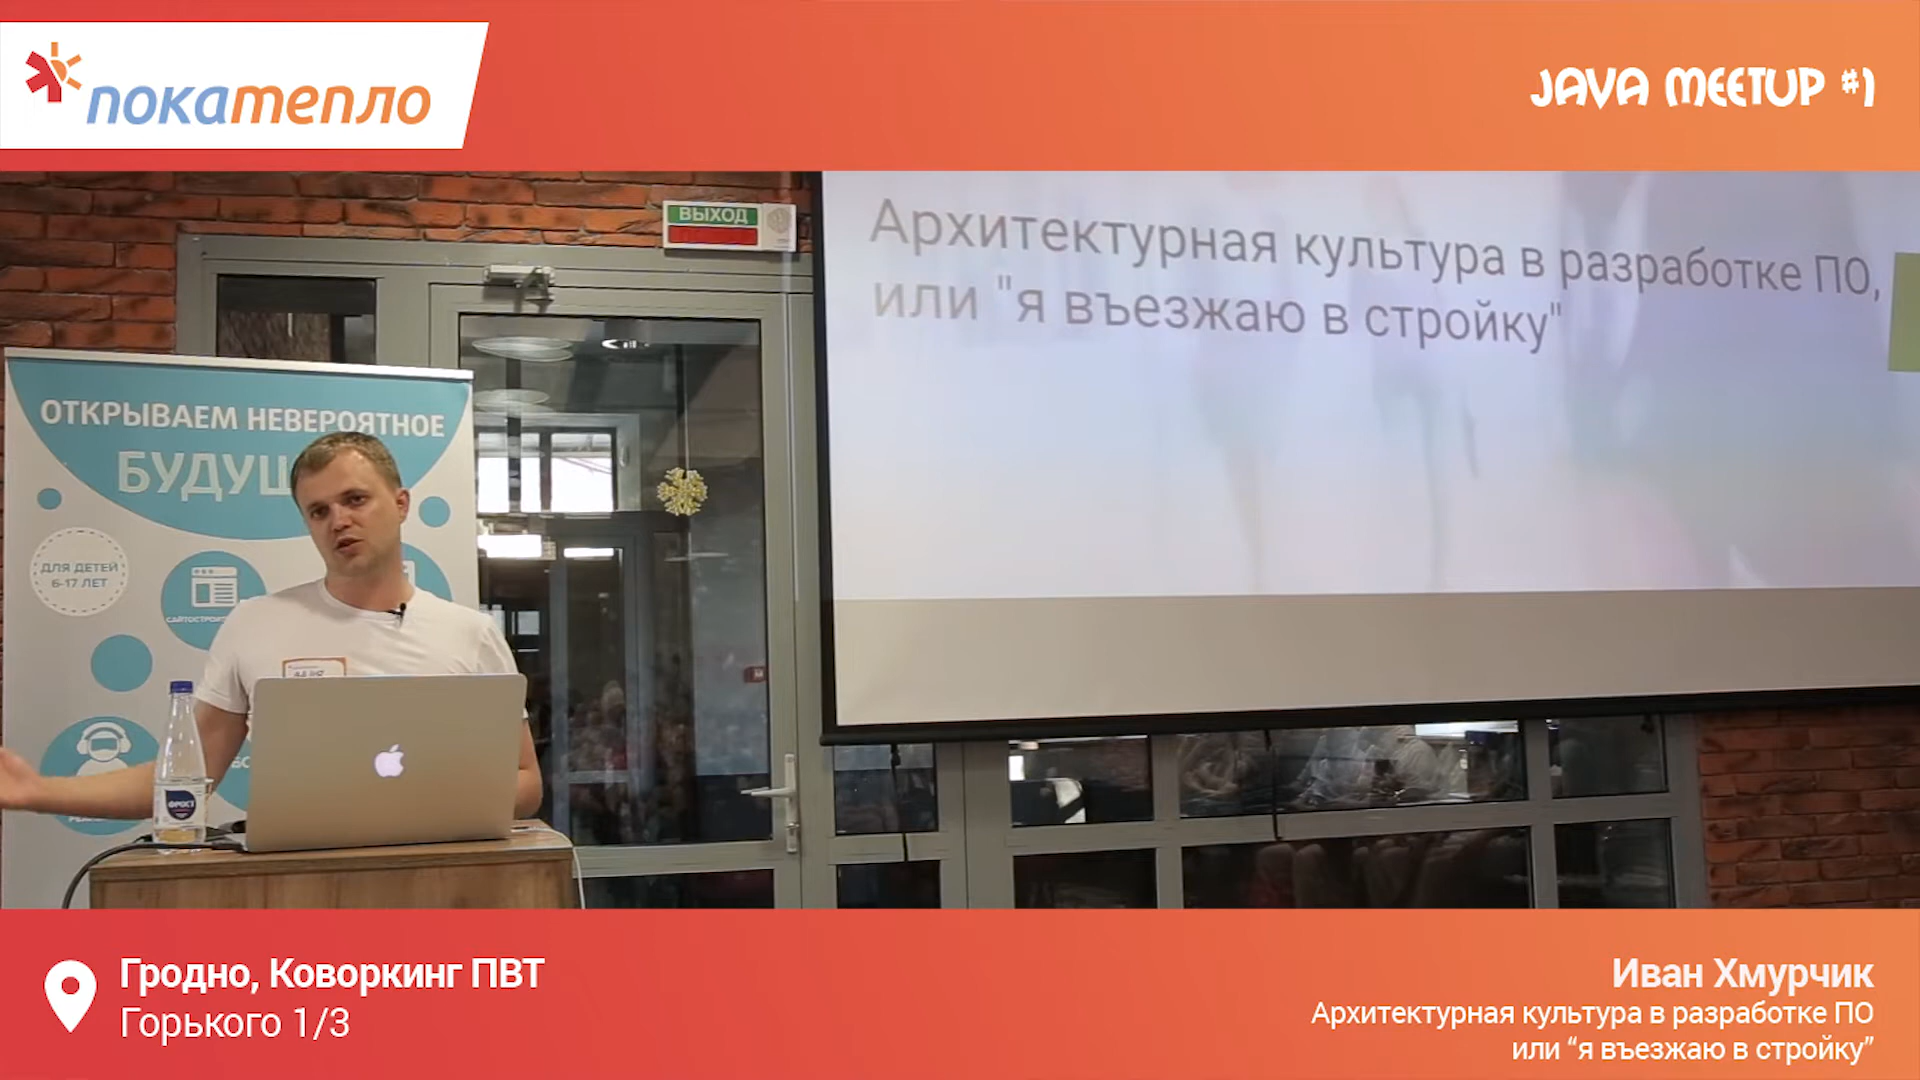 покатепло
JAVA MEETUP #1
ВЫХОД
Архитектурная культура в разработке ПО,
или "я въезжаю в стройку"
ОТКРЫВАЕМ НЕВЕРОЯТНОЕ
БУДУЩ
ДЛЯ ДЕТЕЙ
6-17 ЛЕТ
ФРОСТ
Гродно, Коворкинг ПВТ
Горького 1/3
Иван Хмурчик
Архитектурная культура в разработке ПО
или “я въезжаю в стройку”